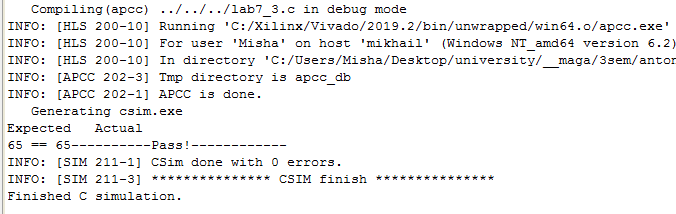 Compiling(apcc) ../../../lab7_3.c in debug mode
INFO: [HLS 200-10] Running 'C:/Xilinx/Vivado/2019.2/bin/unwrapped/win64.o/apcc.exe'
INFO: [HLS 200-10] For user 'Misha' on host 'mikhail' (Windows NT_amd64 version 6.2)
INFO: [HLS 200-10] In directory 'C:/Users/Misha/Desktop/university/__maga/3sem/anton
INFO: [APCC 202-3] Tmp directory is apcc_db
INFO: [APCC 202-1] APCC is done.
Generating csim.exe
Expected Actual
65 == 65----------Pass!------------
INFO: [SIM 211-1] CSim done with 0 errors.
INFO: [SIM 211-3] *************** CSIM finish ***************
Finished C simulation.